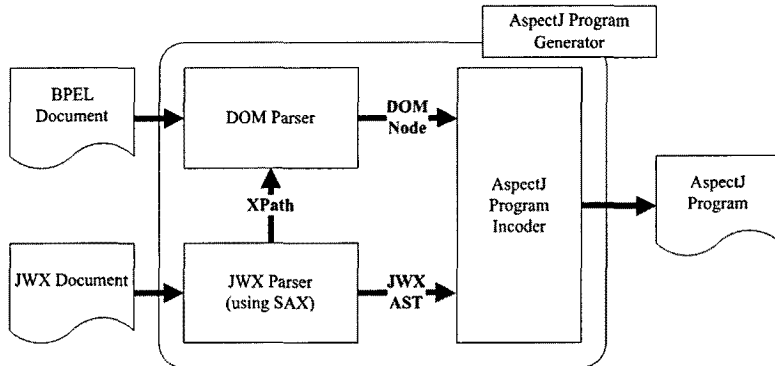 AspectJ Program
Generator
BPEL
Document
DOM Parser
DOM
Node
XPath
AspectJ
Program
Incoder
AspectJ
Program
JWX Document
JWX Parser
(using SAX)
JWX
AST